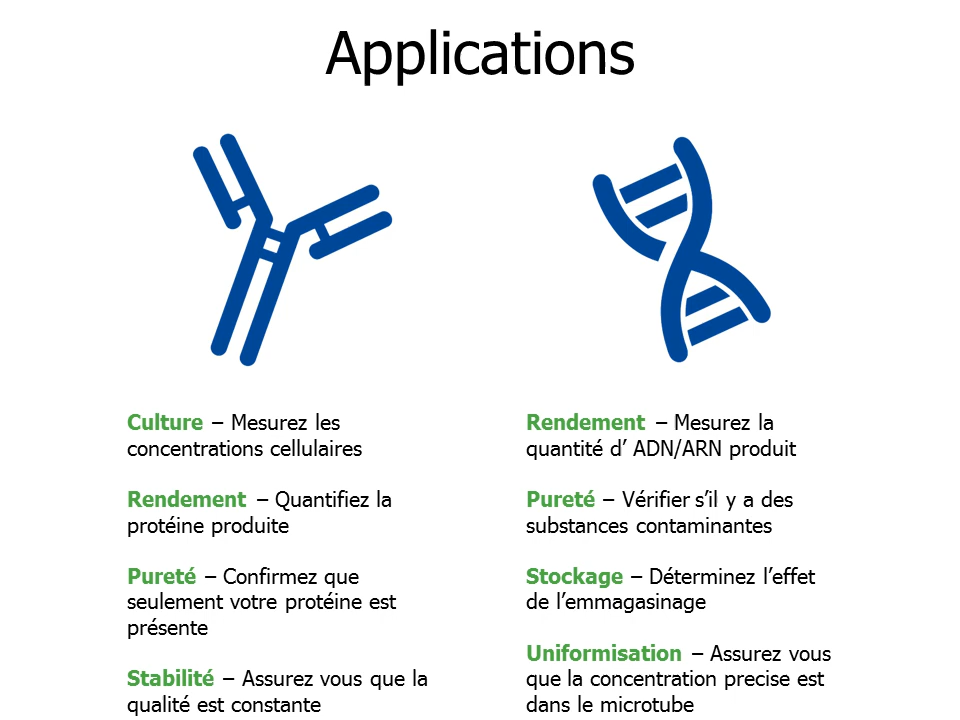 Applications
Culture – Mesurez les
concentrations cellulaires
Rendement – Quantifiez la
protéine produite
Pureté – Confirmez que
seulement votre protéine est
présente
Stabilité – Assurez vous que la
qualité est constante
Rendement – Mesurez la
quantité d’ ADN/ARN produit
Pureté – Vérifier s’il y a des
substances contaminantes
Stockage – Déterminez l’effet
de l’emmagasinage
Uniformisation – Assurez vous
que la concentration precise est
dans le microtube